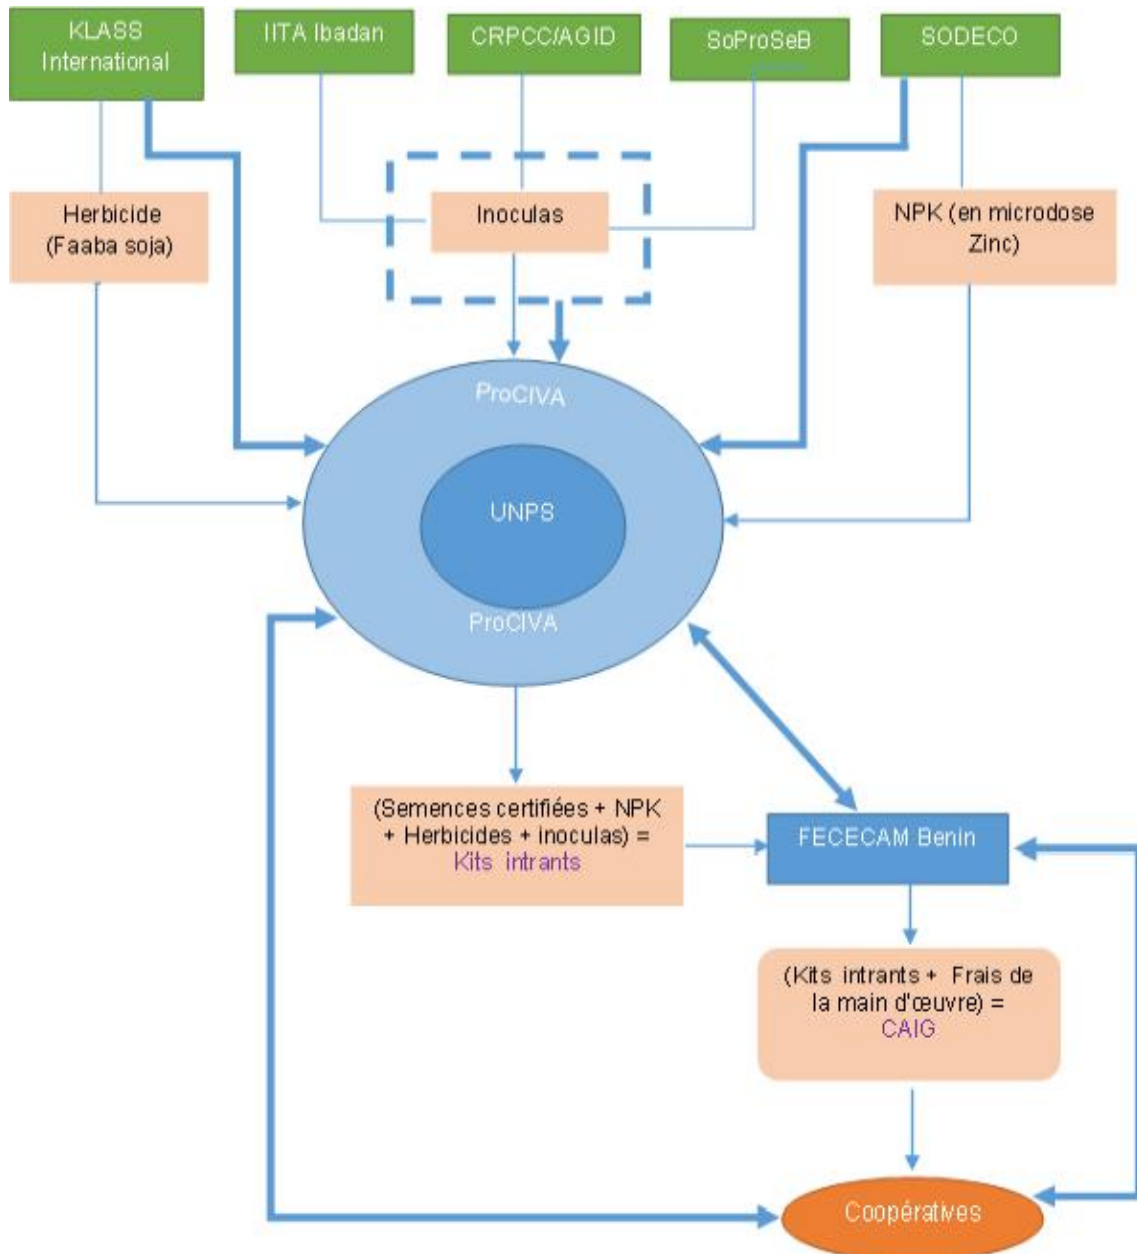 KLASS
International
IITA Ibadan
CRPCC/AGID
SoProSeB
SODECO
Herbicide
(Faaba soja)
Inoculas
NPK (en microdose
Zinc)
ProCIVA
UNPS
ProCIVA
(Semences certifiées + NPK
+ Herbicides + inoculas) =
Kits intrants
FECECAM Benin
(Kits intrants + Frais de
la main d'œuvre) =
CAIG
Coopératives